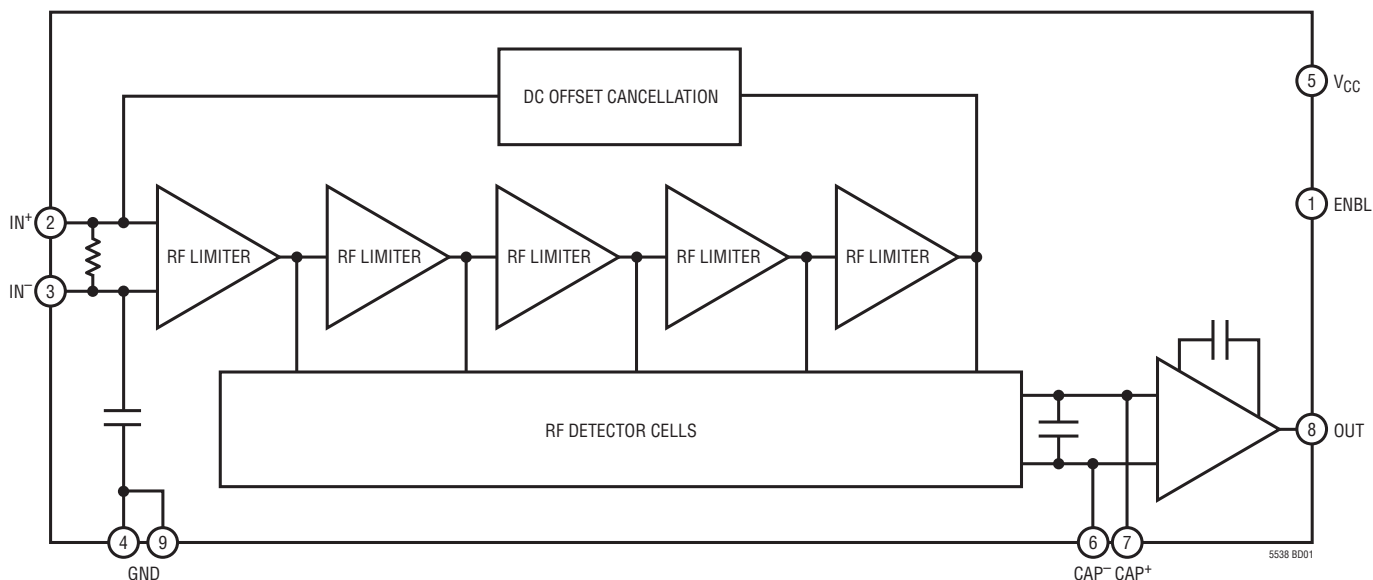 DC OFFSET CANCELLATION
5 VCC
IN+ 2
1 ENBL
RF LIMITER RF LIMITER RF LIMITER RF LIMITER RF LIMITER
IN− 3
RF DETECTOR CELLS
8 OUT
4 9
6 7
GND
CAP− CAP+
5538 BD01